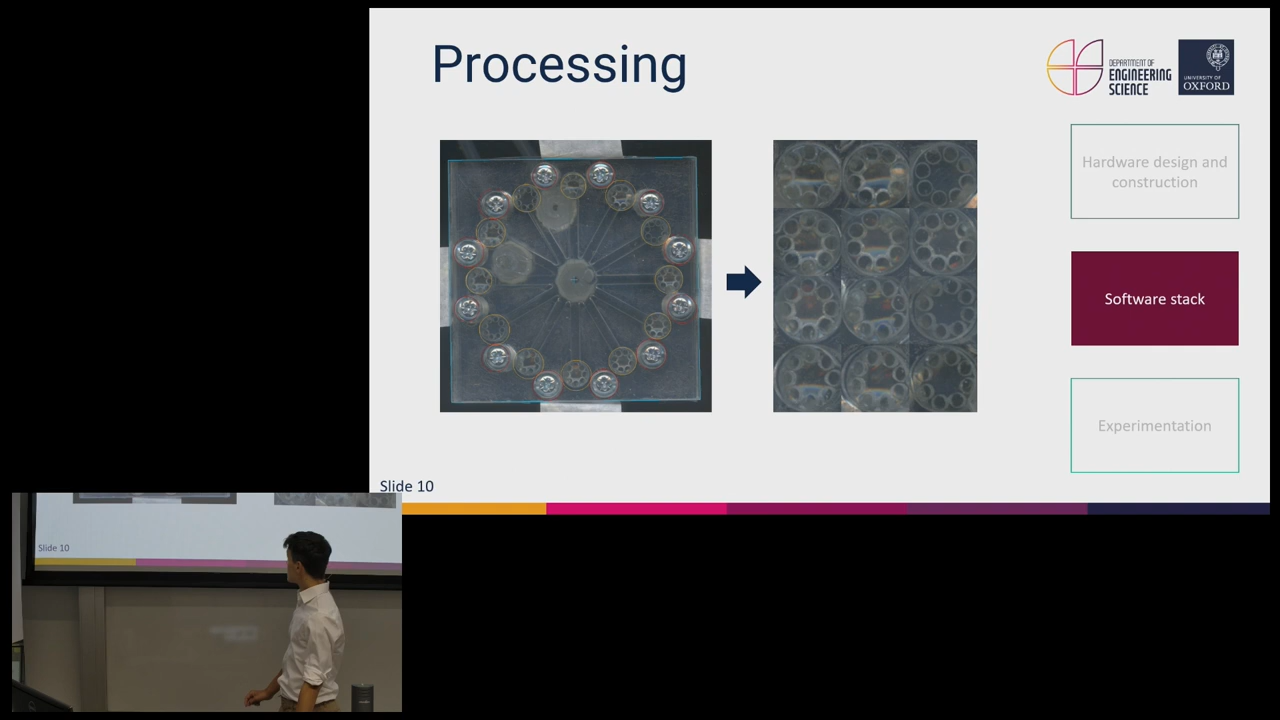 Processing
DEPARTMENT OF
ENGINEERING
SCIENCE
UNIVERSITY OF
OXFORD
Hardware design and
construction
Software stack
Experimentation
Slide 10
Slide 10